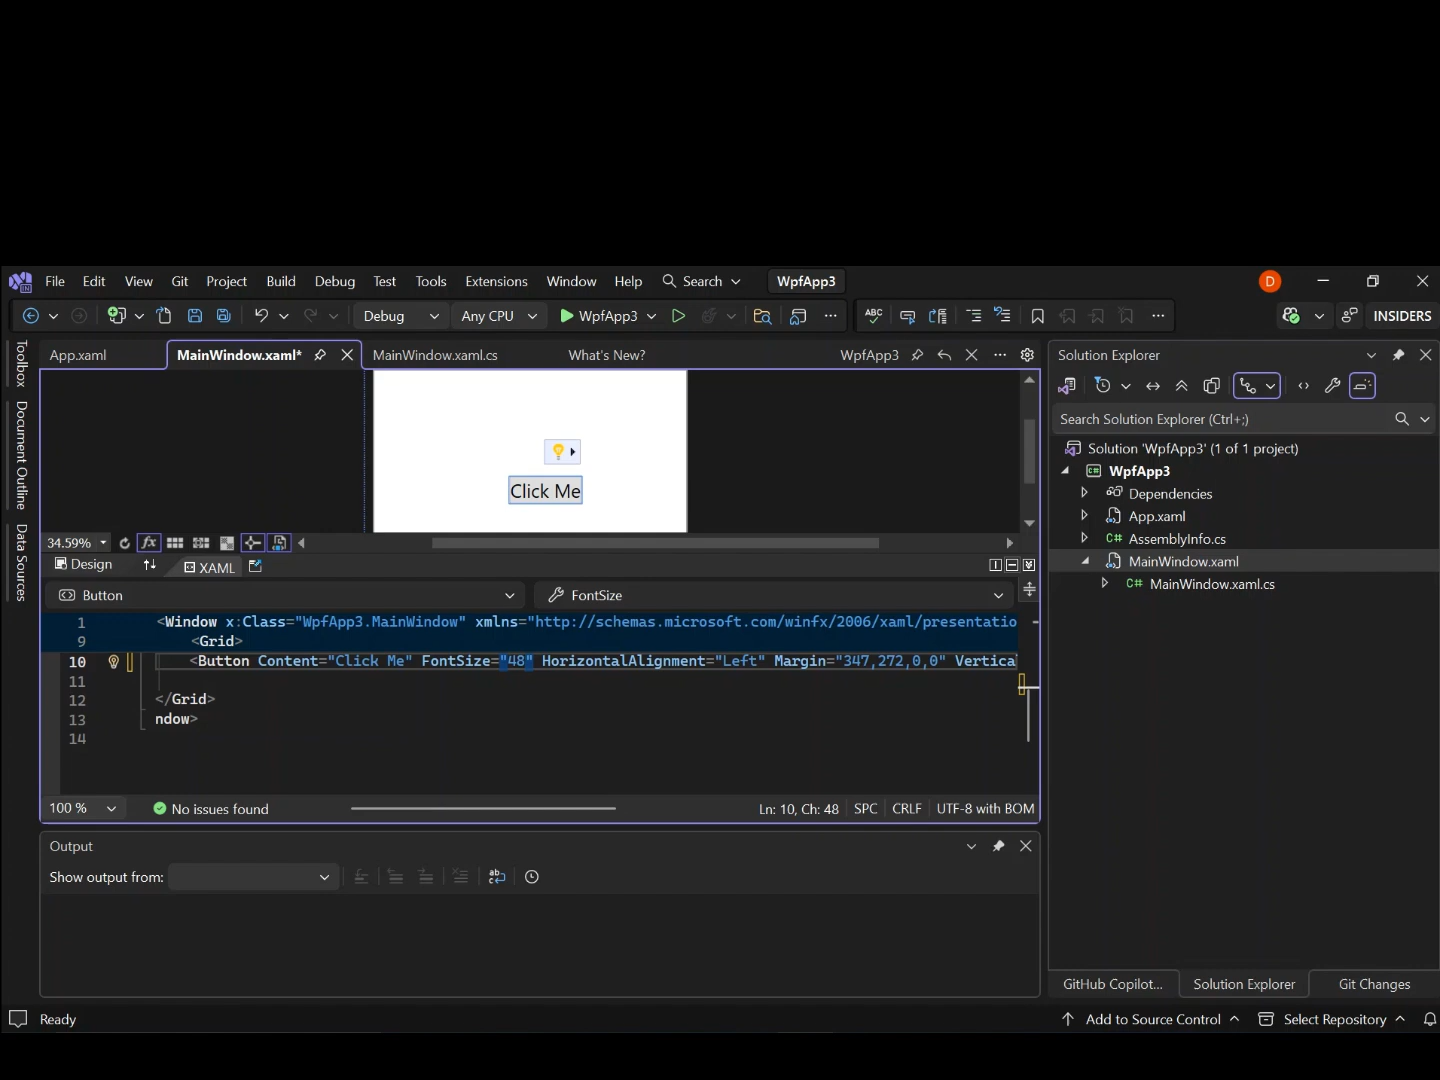 File Edit View Git Project Build Debug Test Tools Extensions Window Help Search WpfApp3 D
Debug Any CPU WpfApp3 INSIDERS
Toolbox
Document Outline
Data Sources
App.xaml MainWindow.xaml* MainWindow.xaml.cs What's New? WpfApp3
Click Me
34.59%
Design XAML
Button FontSize
1 <Window x:Class="WpfApp3.MainWindow" xmlns="http://schemas.microsoft.com/winfx/2006/xaml/presentatio
9 <Grid>
10 <Button Content="Click Me" FontSize="48" HorizontalAlignment="Left" Margin="347,272,0,0" Vertica
11
12 </Grid>
13 ndow>
14
100 % No issues found Ln: 10, Ch: 48 SPC CRLF UTF-8 with BOM
Output
Show output from:
Solution Explorer
Search Solution Explorer (Ctrl+;)
Solution 'WpfApp3' (1 of 1 project)
WpfApp3
Dependencies
App.xaml
C# AssemblyInfo.cs
MainWindow.xaml
C# MainWindow.xaml.cs
GitHub Copilot... Solution Explorer Git Changes
Ready Add to Source Control Select Repository